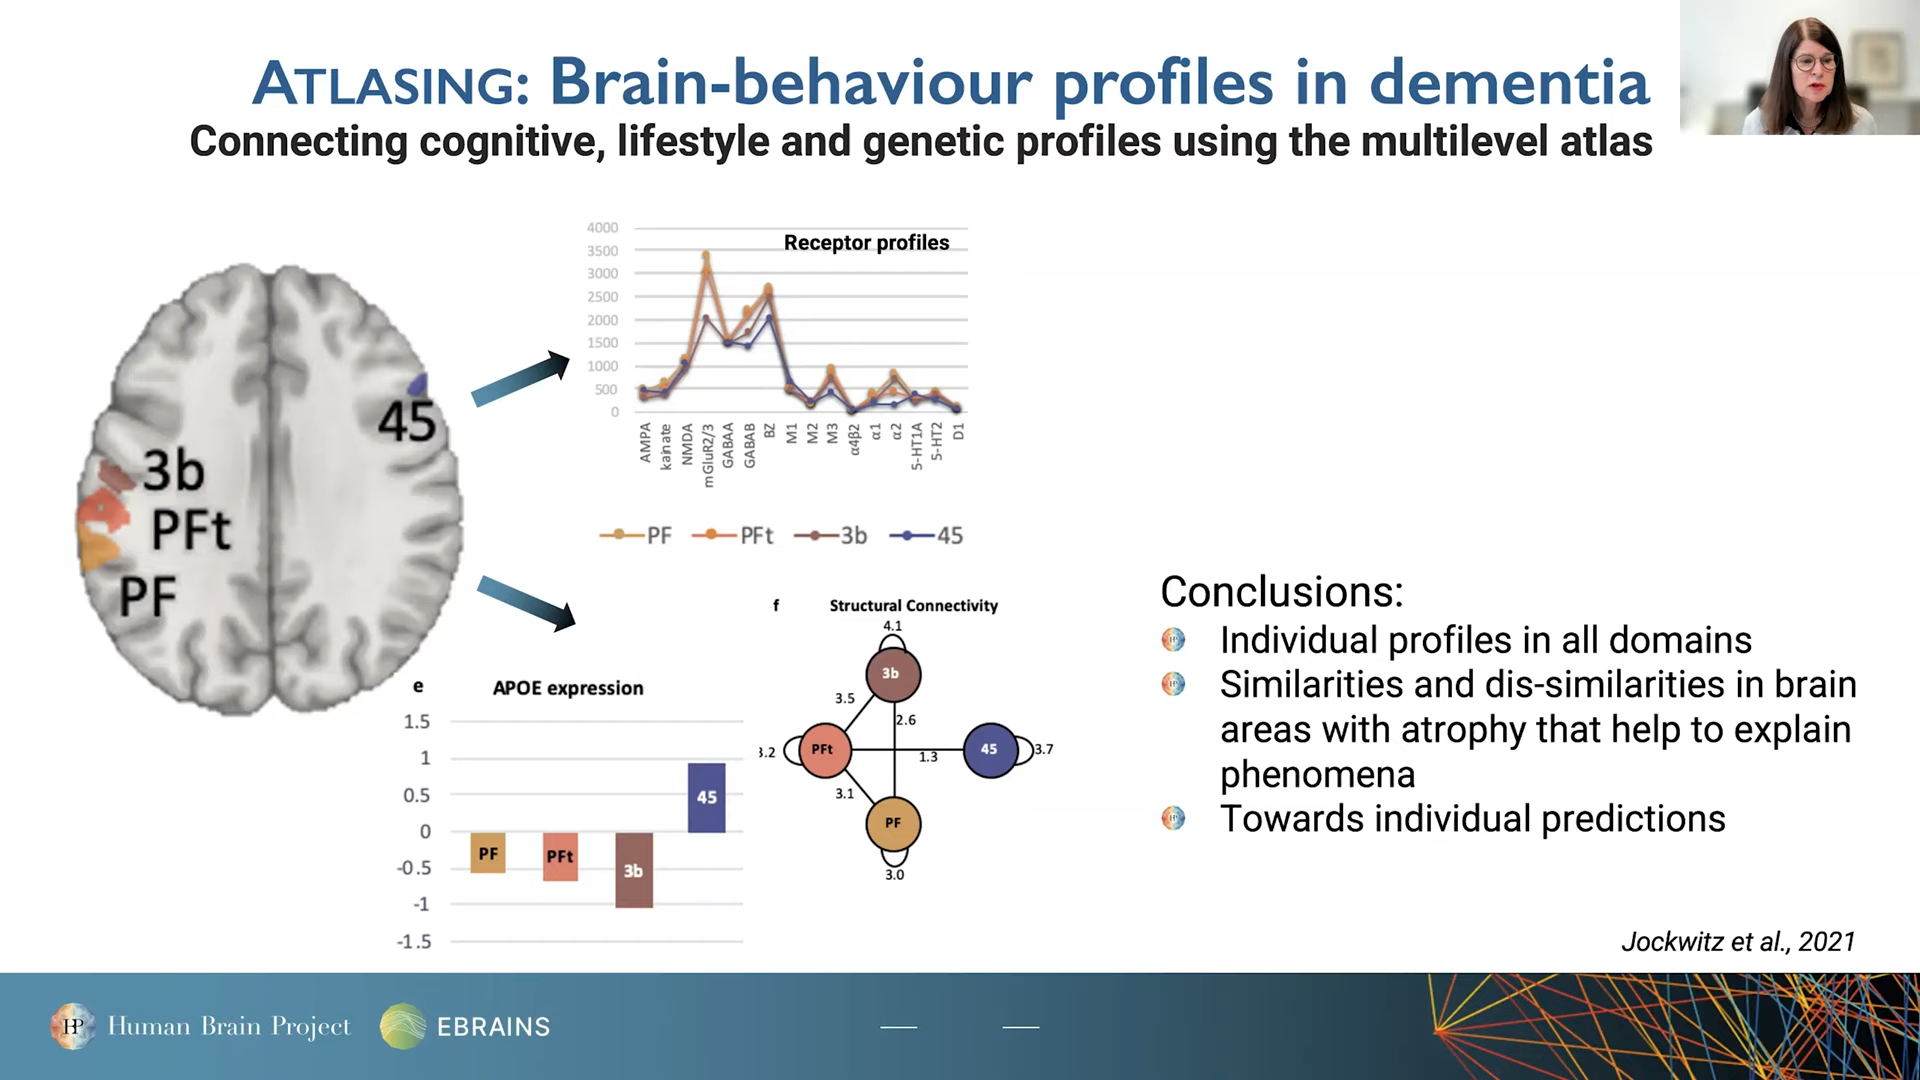 ATLASING: Brain-behaviour profiles in dementia
Connecting cognitive, lifestyle and genetic profiles using the multilevel atlas
45
3b
PFt
PF
Receptor profiles
4000
3500
3000
2500
2000
1500
1000
500
0
AMPA
kainate
NMDA
mGluR2/3
GABAA
GABAB
BZ
M1
M2
M3
α4β2
α1
α2
5-HT1A
5-HT2
D1
PF PFt 3b 45
e APOE expression
1.5
1
0.5
0
-0.5
-1
-1.5
PF
PFt
3b
45
f Structural Connectivity
4.1
3b
3.5
2.6
PFt
45
3.7
1.3
3.1
PF
3.0
Conclusions:
Individual profiles in all domains
Similarities and dis-similarities in brain
areas with atrophy that help to explain
phenomena
Towards individual predictions
Jockwitz et al., 2021
HP Human Brain Project EBRAINS